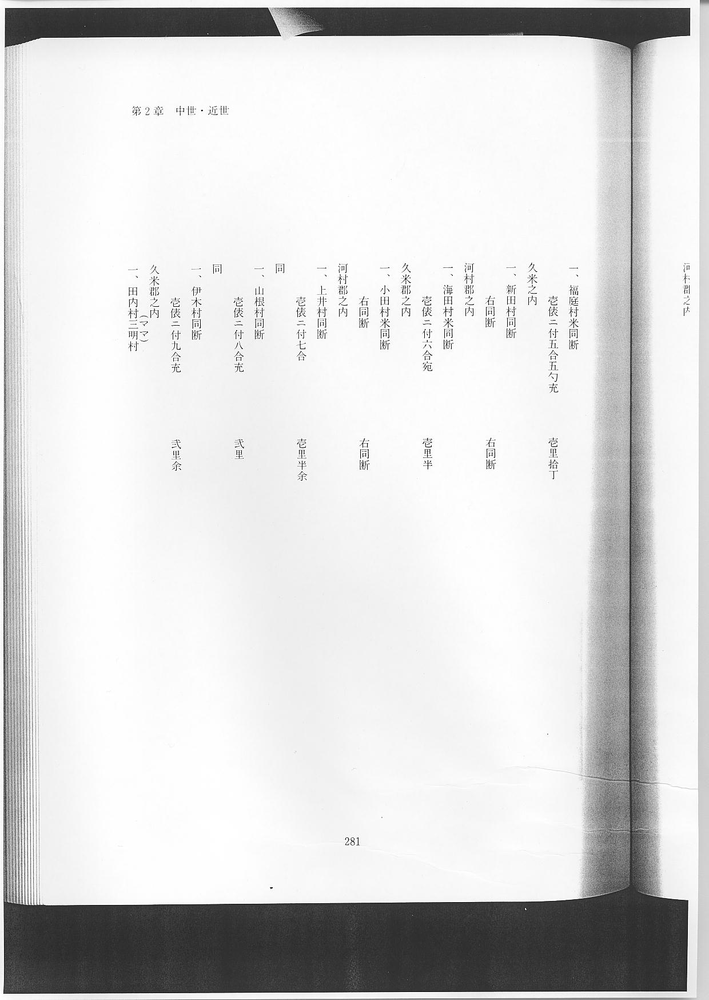 第2章　中世・近世
河村郡之内
一、福庭村米同断
壱俵ニ付五合五勺充　壱里拾丁
久米之内
一、新田村同断
右同断　右同断
河村郡之内
一、海田村米同断
壱俵ニ付六合宛　壱里半
久米郡之内
一、小田村米同断
右同断　右同断
河村郡之内
一、上井村同断
壱俵ニ付七合　壱里半余
同
一、山根村同断
壱俵ニ付八合充　弐里
同
一、伊木村同断
壱俵ニ付九合充　弐里余
久米郡之内
（ママ）
一、田内村三明村
281